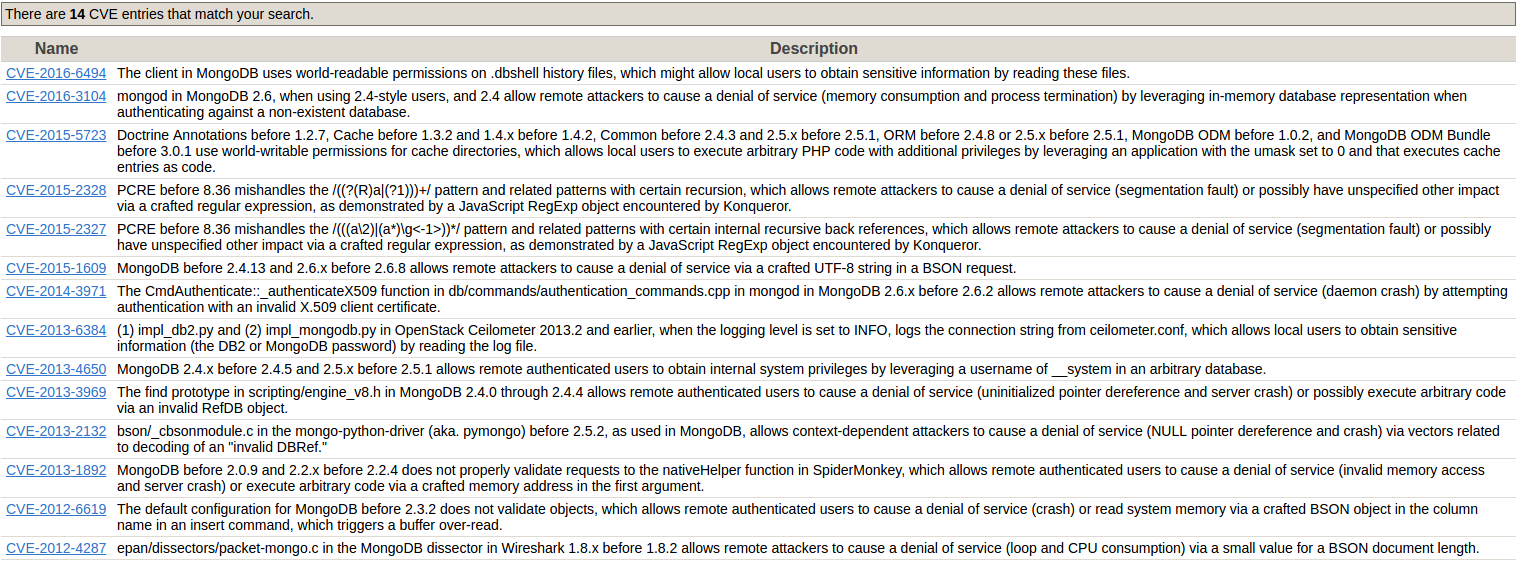 There are 14 CVE entries that match your search.
Name Description
CVE-2016-6494 The client in MongoDB uses world-readable permissions on .dbshell history files, which might allow local users to obtain sensitive information by reading these files.
CVE-2016-3104 mongod in MongoDB 2.6, when using 2.4-style users, and 2.4 allow remote attackers to cause a denial of service (memory consumption and process termination) by leveraging in-memory database representation when
authenticating against a non-existent database.
CVE-2015-5723 Doctrine Annotations before 1.2.7, Cache before 1.3.2 and 1.4.x before 1.4.2, Common before 2.4.3 and 2.5.x before 2.5.1, ORM before 2.4.8 or 2.5.x before 2.5.1, MongoDB ODM before 1.0.2, and MongoDB ODM Bundle
before 3.0.1 use world-writable permissions for cache directories, which allows local users to execute arbitrary PHP code with additional privileges by leveraging an application with the umask set to 0 and that executes cache
entries as code.
CVE-2015-2328 PCRE before 8.36 mishandles the /((?(R)a|(?1)))+/ pattern and related patterns with certain recursion, which allows remote attackers to cause a denial of service (segmentation fault) or possibly have unspecified other impact
via a crafted regular expression, as demonstrated by a JavaScript RegExp object encountered by Konqueror.
CVE-2015-2327 PCRE before 8.36 mishandles the /(((a\2)|(a*)\g<-1>))*/ pattern and related patterns with certain internal recursive back references, which allows remote attackers to cause a denial of service (segmentation fault) or possibly
have unspecified other impact via a crafted regular expression, as demonstrated by a JavaScript RegExp object encountered by Konqueror.
CVE-2015-1609 MongoDB before 2.4.13 and 2.6.x before 2.6.8 allows remote attackers to cause a denial of service via a crafted UTF-8 string in a BSON request.
CVE-2014-3971 The CmdAuthenticate::_authenticateX509 function in db/commands/authentication_commands.cpp in mongod in MongoDB 2.6.x before 2.6.2 allows remote attackers to cause a denial of service (daemon crash) by attempting
authentication with an invalid X.509 client certificate.
CVE-2013-6384 (1) impl_db2.py and (2) impl_mongodb.py in OpenStack Ceilometer 2013.2 and earlier, when the logging level is set to INFO, logs the connection string from ceilometer.conf, which allows local users to obtain sensitive
information (the DB2 or MongoDB password) by reading the log file.
CVE-2013-4650 MongoDB 2.4.x before 2.4.5 and 2.5.x before 2.5.1 allows remote authenticated users to obtain internal system privileges by leveraging a username of __system in an arbitrary database.
CVE-2013-3969 The find prototype in scripting/engine_v8.h in MongoDB 2.4.0 through 2.4.4 allows remote authenticated users to cause a denial of service (uninitialized pointer dereference and server crash) or possibly execute arbitrary code
via an invalid RefDB object.
CVE-2013-2132 bson/_cbsonmodule.c in the mongo-python-driver (aka. pymongo) before 2.5.2, as used in MongoDB, allows context-dependent attackers to cause a denial of service (NULL pointer dereference and crash) via vectors related
to decoding of an "invalid DBRef."
CVE-2013-1892 MongoDB before 2.0.9 and 2.2.x before 2.2.4 does not properly validate requests to the nativeHelper function in SpiderMonkey, which allows remote authenticated users to cause a denial of service (invalid memory access
and server crash) or execute arbitrary code via a crafted memory address in the first argument.
CVE-2012-6619 The default configuration for MongoDB before 2.3.2 does not validate objects, which allows remote authenticated users to cause a denial of service (crash) or read system memory via a crafted BSON object in the column
name in an insert command, which triggers a buffer over-read.
CVE-2012-4287 epan/dissectors/packet-mongo.c in the MongoDB dissector in Wireshark 1.8.x before 1.8.2 allows remote attackers to cause a denial of service (loop and CPU consumption) via a small value for a BSON document length.